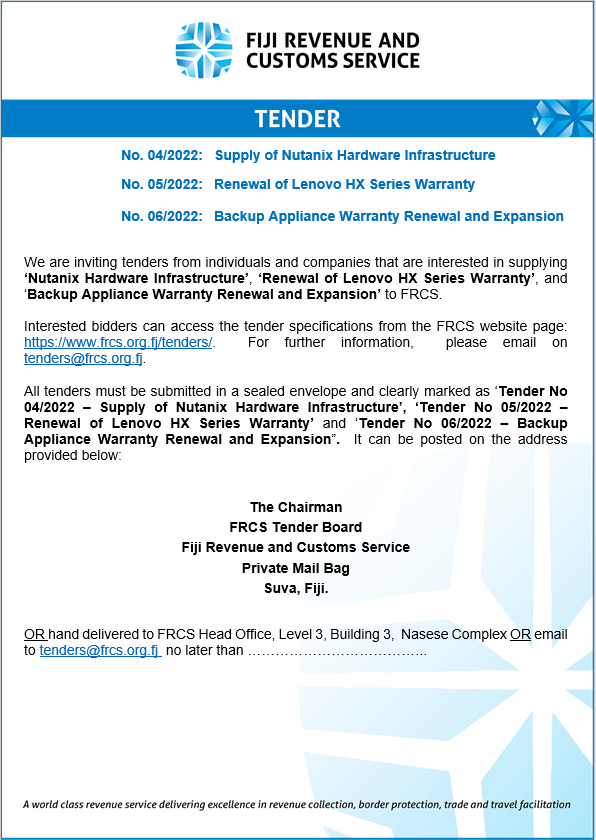 FIJI REVENUE AND
CUSTOMS SERVICE
TENDER
No. 04/2022: Supply of Nutanix Hardware Infrastructure
No. 05/2022: Renewal of Lenovo HX Series Warranty
No. 06/2022: Backup Appliance Warranty Renewal and Expansion
We are inviting tenders from individuals and companies that are interested in supplying
‘Nutanix Hardware Infrastructure’, ‘Renewal of Lenovo HX Series Warranty’, and
‘Backup Appliance Warranty Renewal and Expansion’ to FRCS.
Interested bidders can access the tender specifications from the FRCS website page:
https://www.frcs.org.fj/tenders/. For further information, please email on
tenders@frcs.org.fj.
All tenders must be submitted in a sealed envelope and clearly marked as ‘Tender No
04/2022 – Supply of Nutanix Hardware Infrastructure’, ‘Tender No 05/2022 –
Renewal of Lenovo HX Series Warranty’ and ‘Tender No 06/2022 – Backup
Appliance Warranty Renewal and Expansion”. It can be posted on the address
provided below:
The Chairman
FRCS Tender Board
Fiji Revenue and Customs Service
Private Mail Bag
Suva, Fiji.
OR hand delivered to FRCS Head Office, Level 3, Building 3, Nasese Complex OR email
to tenders@frcs.org.fj no later than ………………………………...
A world class revenue service delivering excellence in revenue collection, border protection, trade and travel facilitation